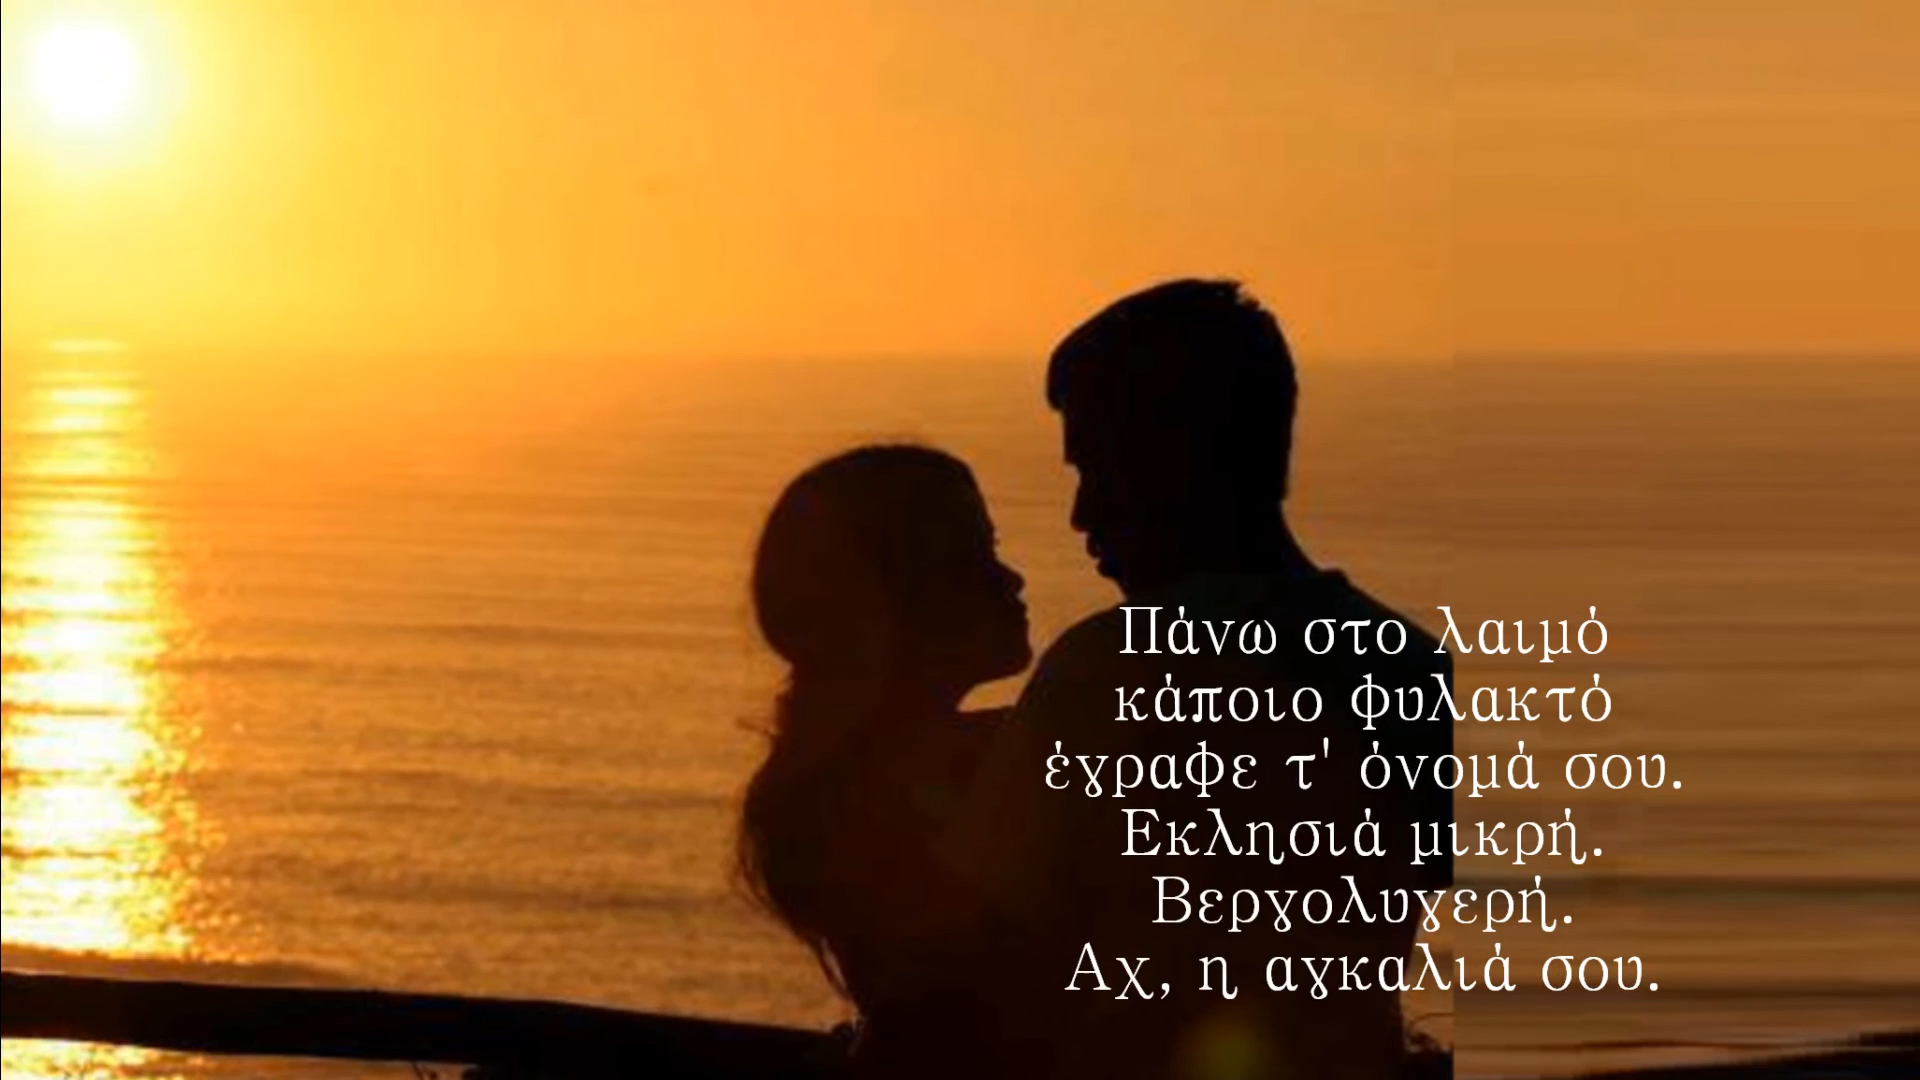 Πάνω στο λαιμό
κάποιο φυλακτό
έγραφε τ' όνομά σου.
Εκλησιά μικρή.
Βεργολυγερή.
Αχ, η αγκαλιά σου.